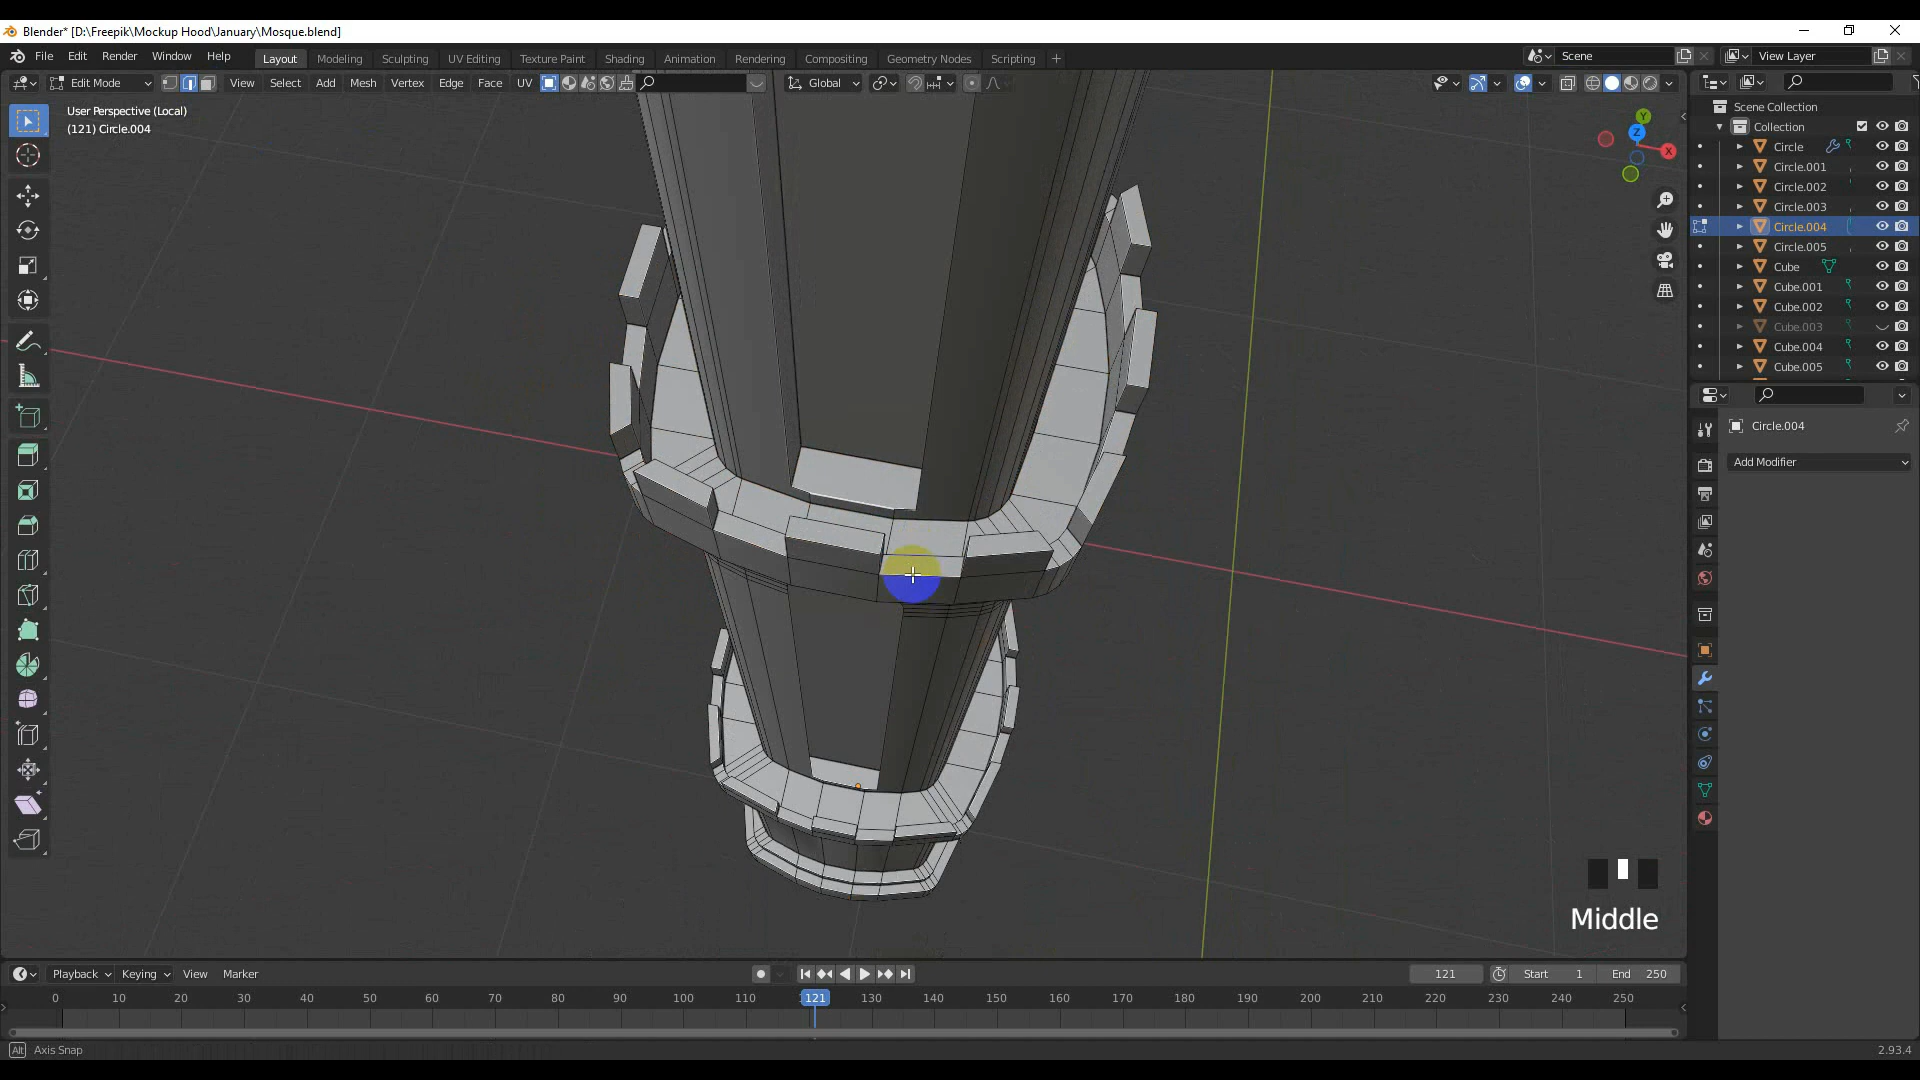 Blender* [D:\Freepik\Mockup Hood\January\Mosque.blend]
File Edit Render Window Help Layout Modeling Sculpting UV Editing Texture Paint Shading Animation Rendering Compositing Geometry Nodes Scripting + Scene View Layer
Edit Mode View Select Add Mesh Vertex Edge Face UV Global
User Perspective (Local)
(121) Circle.004
Y
Z
X
Scene Collection
Collection
Circle
Circle.001
Circle.002
Circle.003
Circle.004
Circle.005
Cube
Cube.001
Cube.002
Cube.003
Cube.004
Cube.005
Circle.004
Add Modifier
Middle
Playback Keying View Marker 121 Start 1 End 250
0 10 20 30 40 50 60 70 80 90 100 110 121 130 140 150 160 170 180 190 200 210 220 230 240 250
Alt Axis Snap 2.93.4